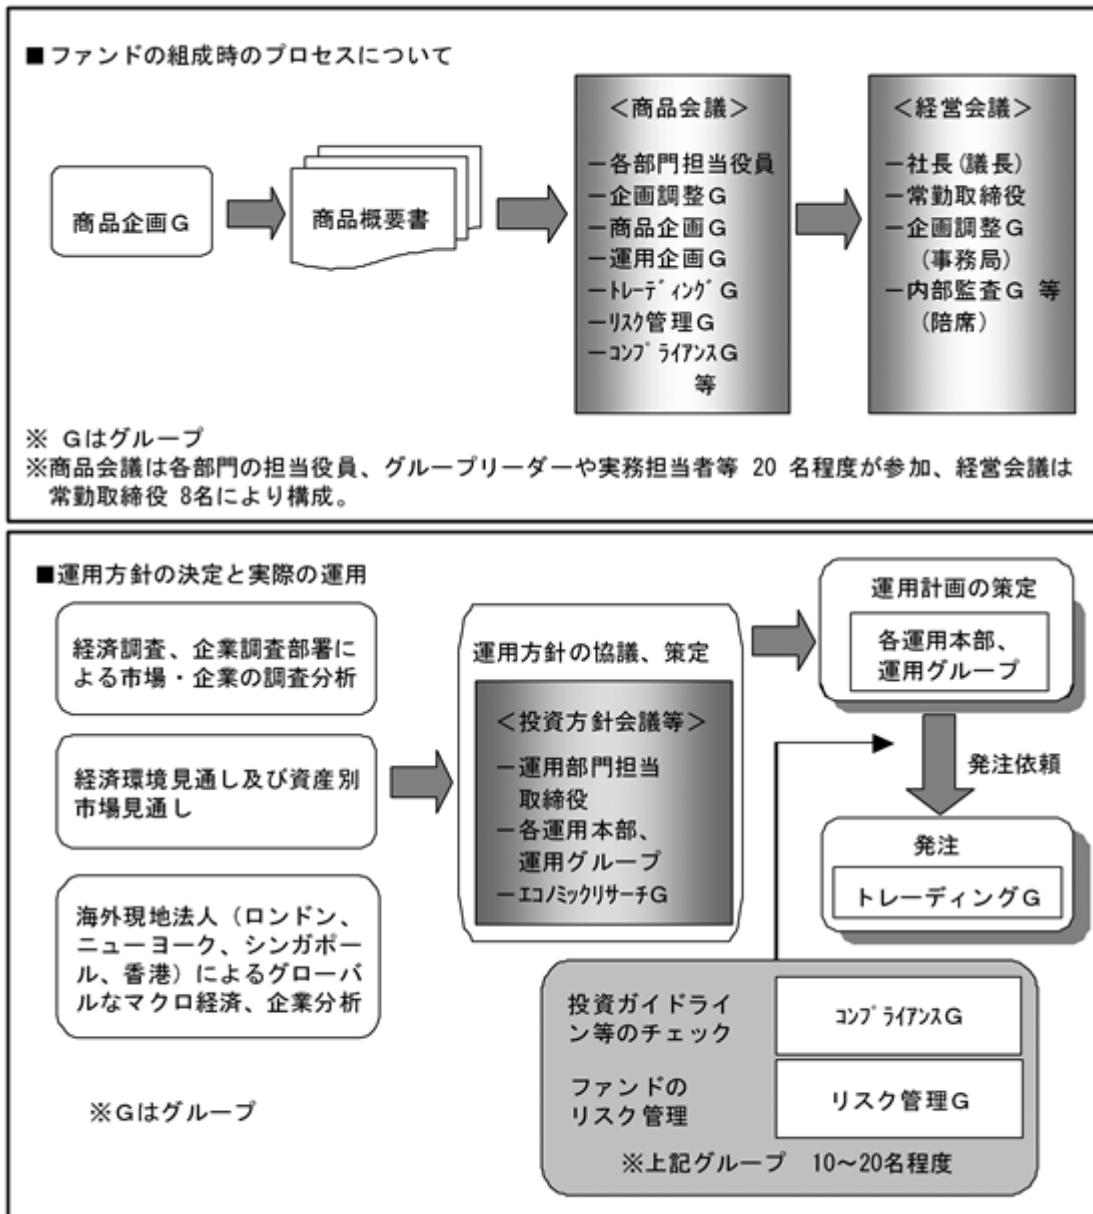 ■ファンドの組成時のプロセスについて
商品企画G
商品概要書
＜商品会議＞
－各部門担当役員
－企画調整G
－商品企画G
－運用企画G
－ﾄﾚｰﾃﾞｨﾝｸﾞG
－ﾘｽｸ管理G
－ｺﾝﾌﾟﾗｲｱﾝｽG
等
＜経営会議＞
－社長(議長)
－常勤取締役
－企画調整G
(事務局)
－内部監査G 等
(陪席)
※ Gはグループ
※商品会議は各部門の担当役員、グループリーダーや実務担当者等 20 名程度が参加、経営会議は
常勤取締役 8名により構成。
■運用方針の決定と実際の運用
経済調査、企業調査部署に
よる市場・企業の調査分析
経済環境見通し及び資産別
市場見通し
海外現地法人（ロンドン、
ニューヨーク、シンガポー
ル、香港）によるグローバ
ルなマクロ経済、企業分析
※Gはグループ
運用方針の協議、策定
＜投資方針会議等＞
－運用部門担当
取締役
－各運用本部、
運用グループ
－ｴｺﾉﾐｯｸﾘｻｰﾁG
運用計画の策定
各運用本部、
運用グループ
発注依頼
発注
トレーディングG
投資ガイドライ
ン等のチェック
ｺﾝﾌﾟﾗｲｱﾝｽG
ファンドの
リスク管理
リスク管理G
※上記グループ 10～20名程度